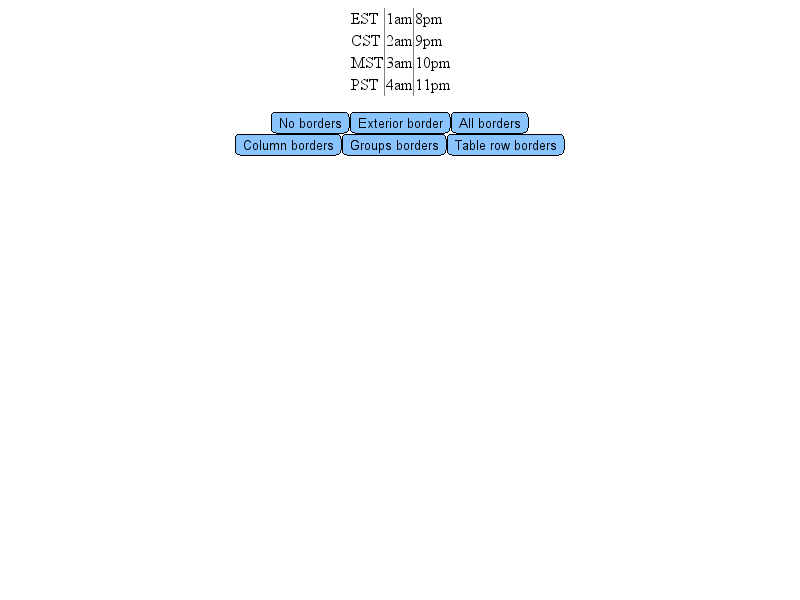 EST 1am 8pm
CST 2am 9pm
MST 3am 10pm
PST 4am 11pm
No borders Exterior border All borders
Column borders Groups borders Table row borders